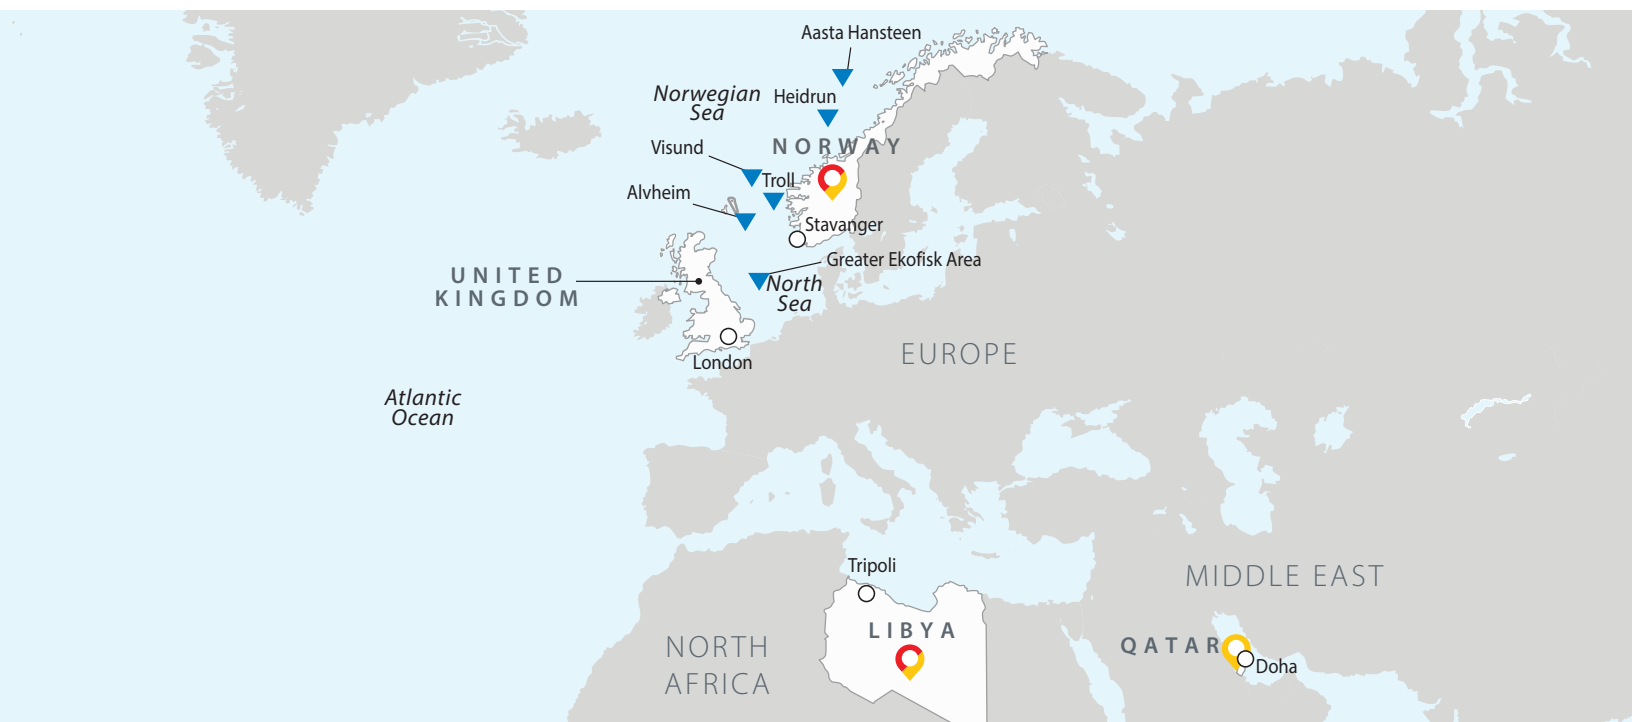 Aasta Hansteen
Norwegian
Sea
Heidrun
Visund
NORWAY
Troll
Alvheim
Stavanger
Greater Ekofisk Area
UNITED
KINGDOM
North
Sea
London
EUROPE
Atlantic
Ocean
Tripoli
MIDDLE EAST
LIBYA
NORTH
AFRICA
QATAR
Doha